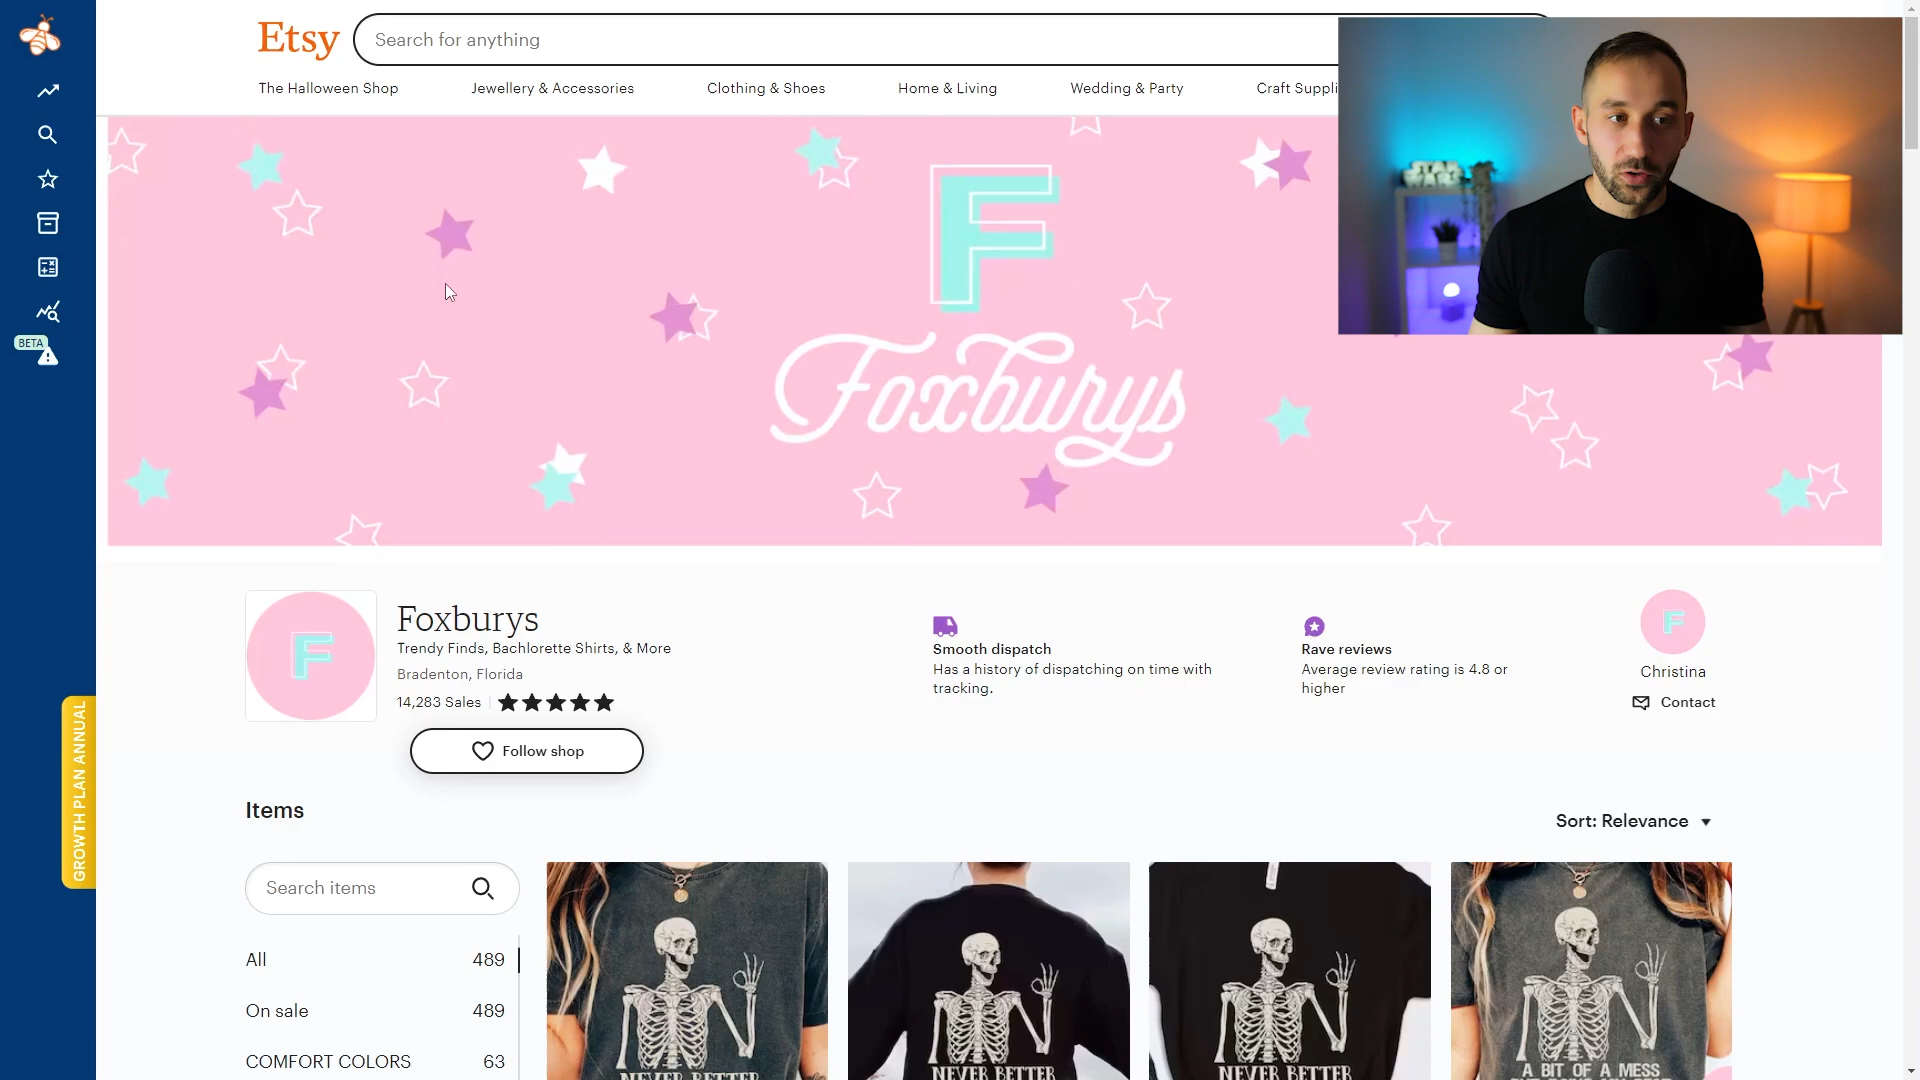 Etsy
Search for anything
The Halloween Shop
Jewellery & Accessories
Clothing & Shoes
Home & Living
Wedding & Party
Craft Suppli
BETA
F
Foxburys
GROWTH PLAN ANNUAL
F
Foxburys
Trendy Finds, Bachlorette Shirts, & More
Bradenton, Florida
14,283 Sales
Follow shop
Smooth dispatch
Has a history of dispatching on time with
tracking.
Rave reviews
Average review rating is 4.8 or
higher
F
Christina
Contact
Items
Sort: Relevance
Search items
All 489
On sale 489
COMFORT COLORS 63
NEVER BETTER
NEVER BETTER
NEVER BETTER
A BIT OF A MESS